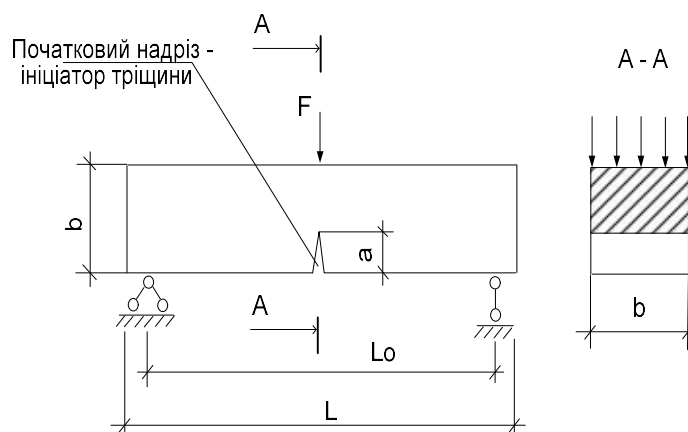 A
A - A
Початковий надріз -
ініціатор тріщини
F
b
a
A
b
Lo
L